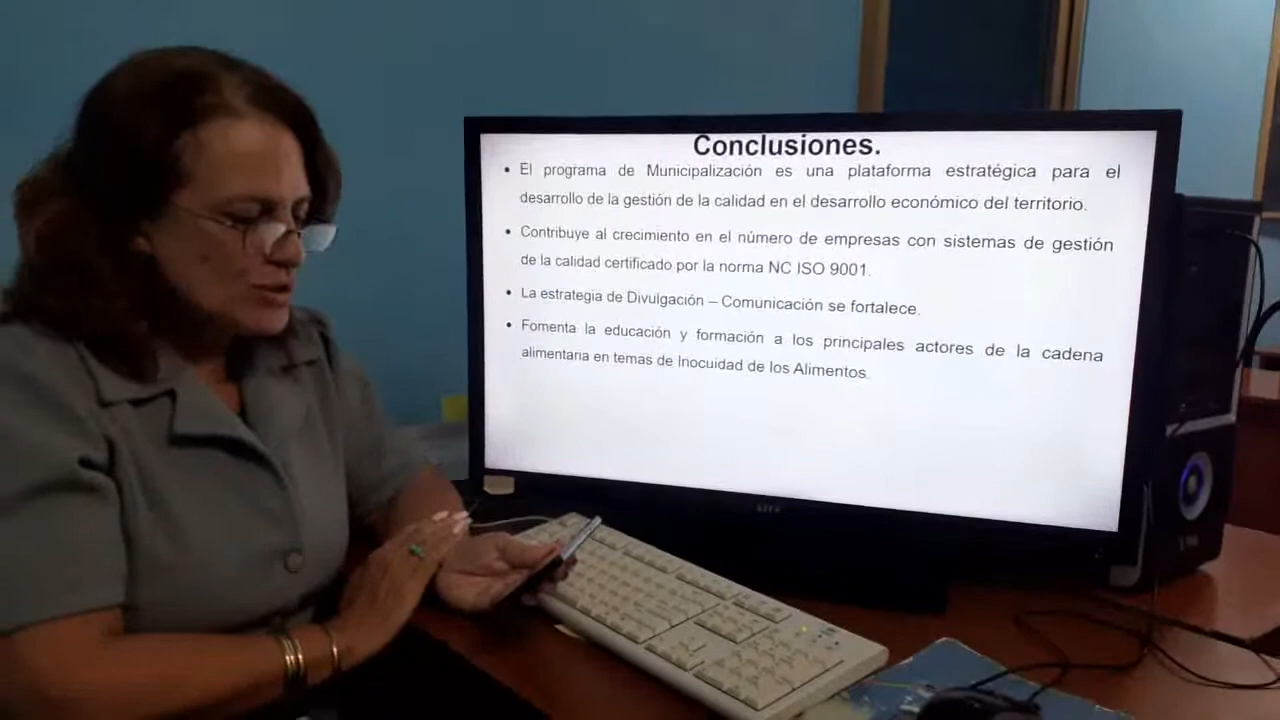 Conclusiones.
• El programa de Municipalización es una plataforma estratégica para el
desarrollo de la gestión de la calidad en el desarrollo económico del territorio.
• Contribuye al crecimiento en el número de empresas con sistemas de gestión
de la calidad certificado por la norma NC ISO 9001.
• La estrategia de Divulgación – Comunicación se fortalece.
• Fomenta la educación y formación a los principales actores de la cadena
alimentaria en temas de Inocuidad de los Alimentos.